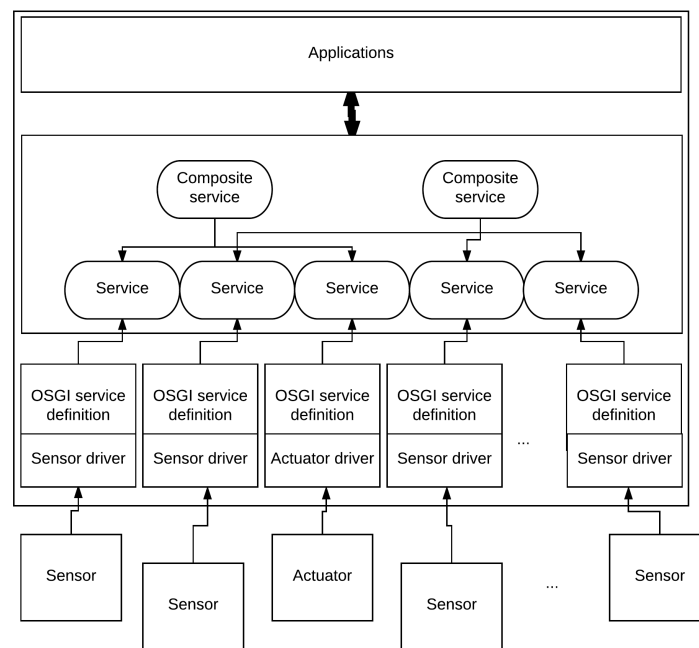 Applications
Composite
service
Composite
service
Service
Service
Service
Service
Service
OSGI service
definition
OSGI service
definition
OSGI service
definition
OSGI service
definition
OSGI service
definition
Sensor driver
Sensor driver
Actuator driver
Sensor driver
...
Sensor driver
Sensor
Sensor
Actuator
Sensor
...
Sensor